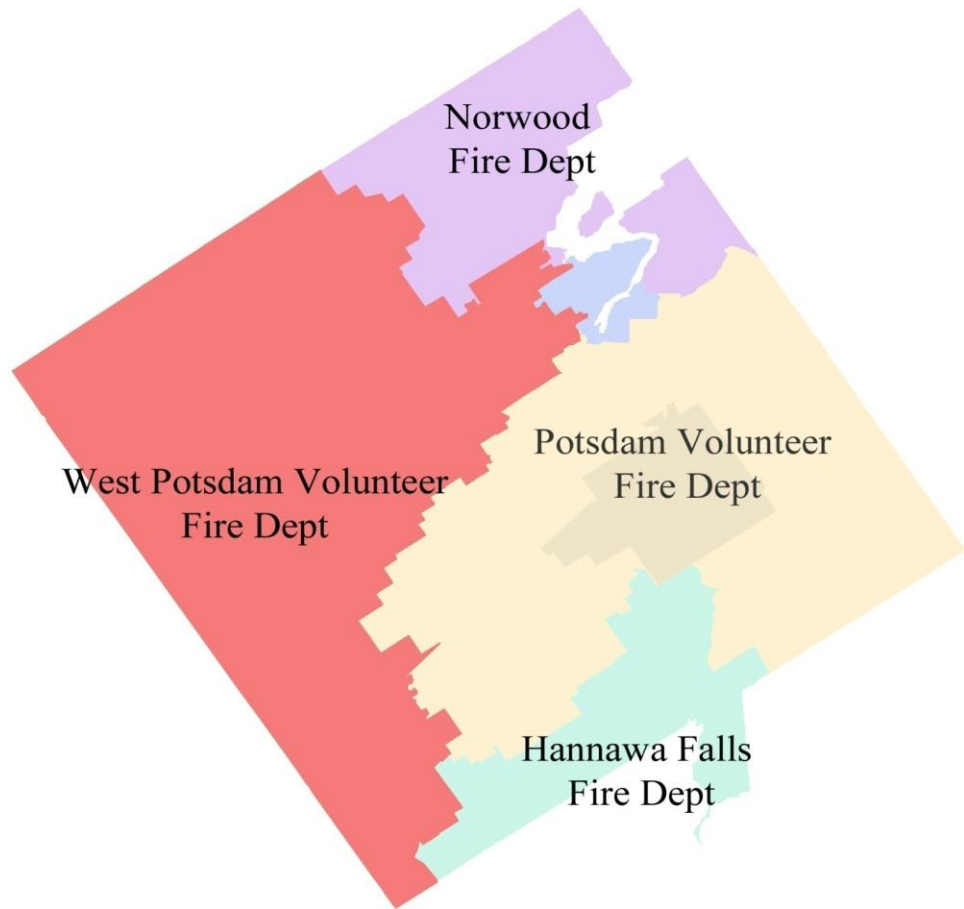 Norwood
Fire Dept
Potsdam Volunteer
Fire Dept
West Potsdam Volunteer
Fire Dept
Hannawa Falls
Fire Dept